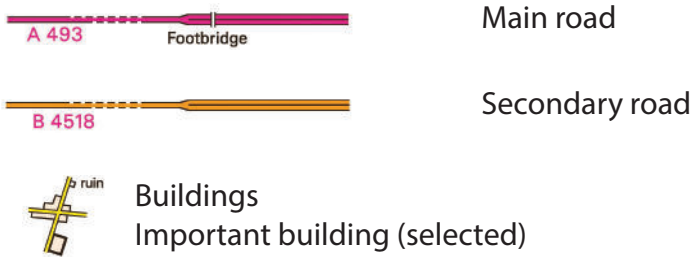 Main road
A 493
Footbridge
Secondary road
B 4518
ruin
Buildings
Important building (selected)